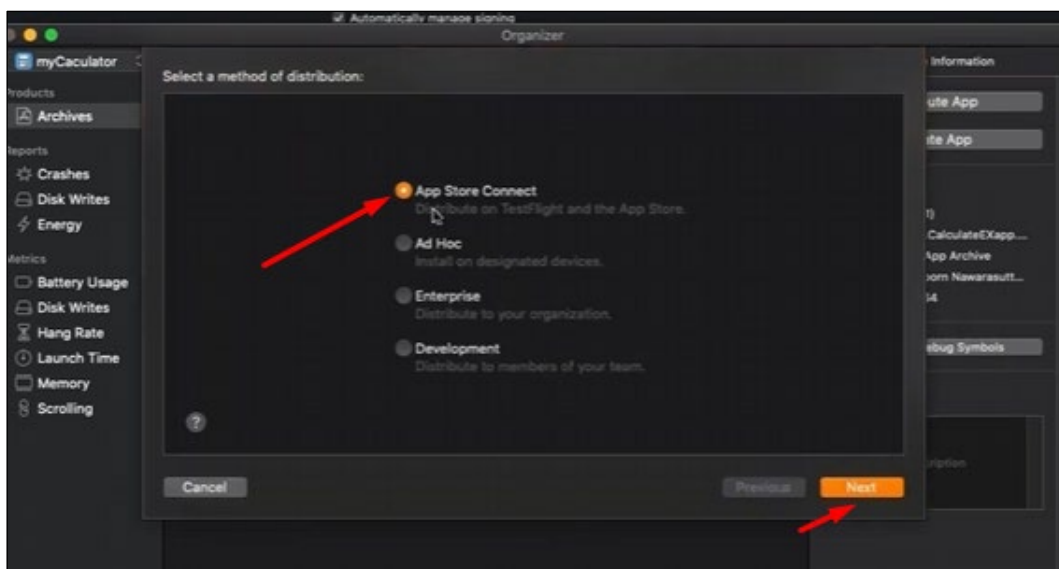 Automatically manage signing
Organizer
myCaculator
Products
Archives
Reports
Crashes
Disk Writes
Energy
Metrics
Battery Usage
Disk Writes
Hang Rate
Launch Time
Memory
Scrolling
Select a method of distribution:
App Store Connect
Distribute on TestFlight and the App Store.
Ad Hoc
Install on designated devices.
Enterprise
Distribute to your organization.
Development
Distribute to members of your team.
?
Cancel
Previous
Next
Information
ute App
te App
CalculateEXapp....
App Archive
orn Nawarasutt...
64
ebug Symbols